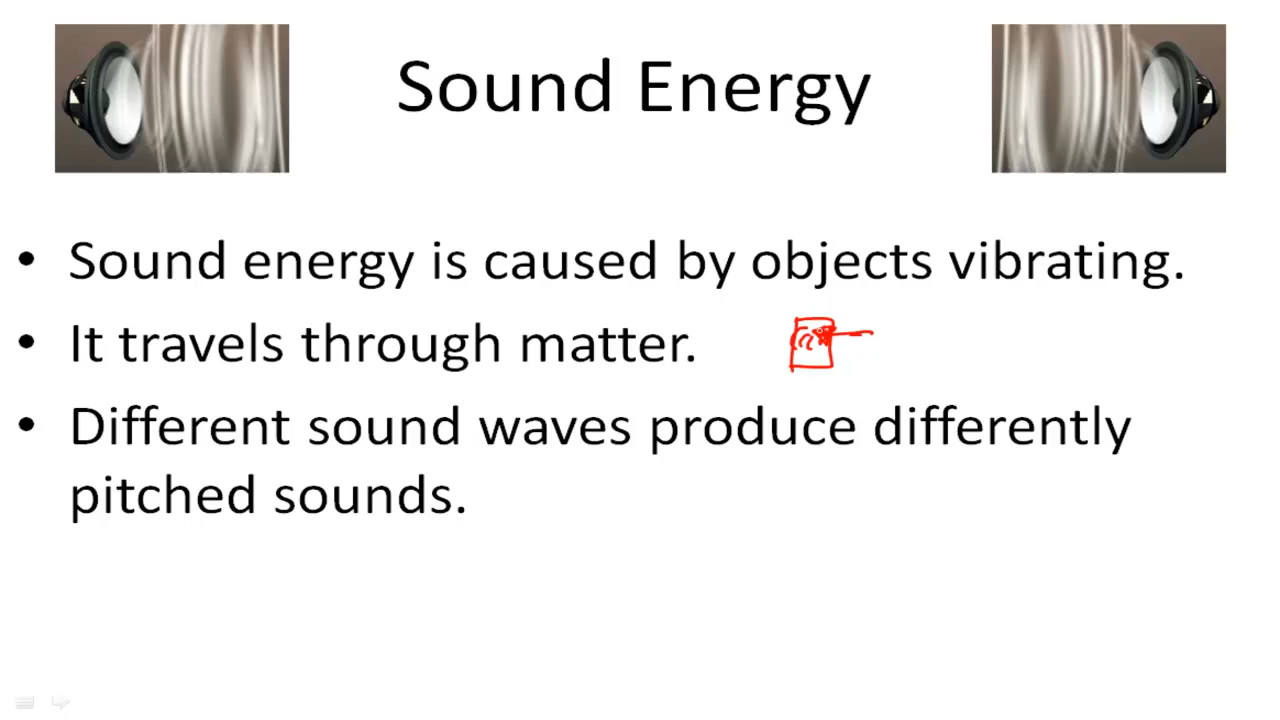 Sound Energy
• Sound energy is caused by objects vibrating.
• It travels through matter.
• Different sound waves produce differently
pitched sounds.